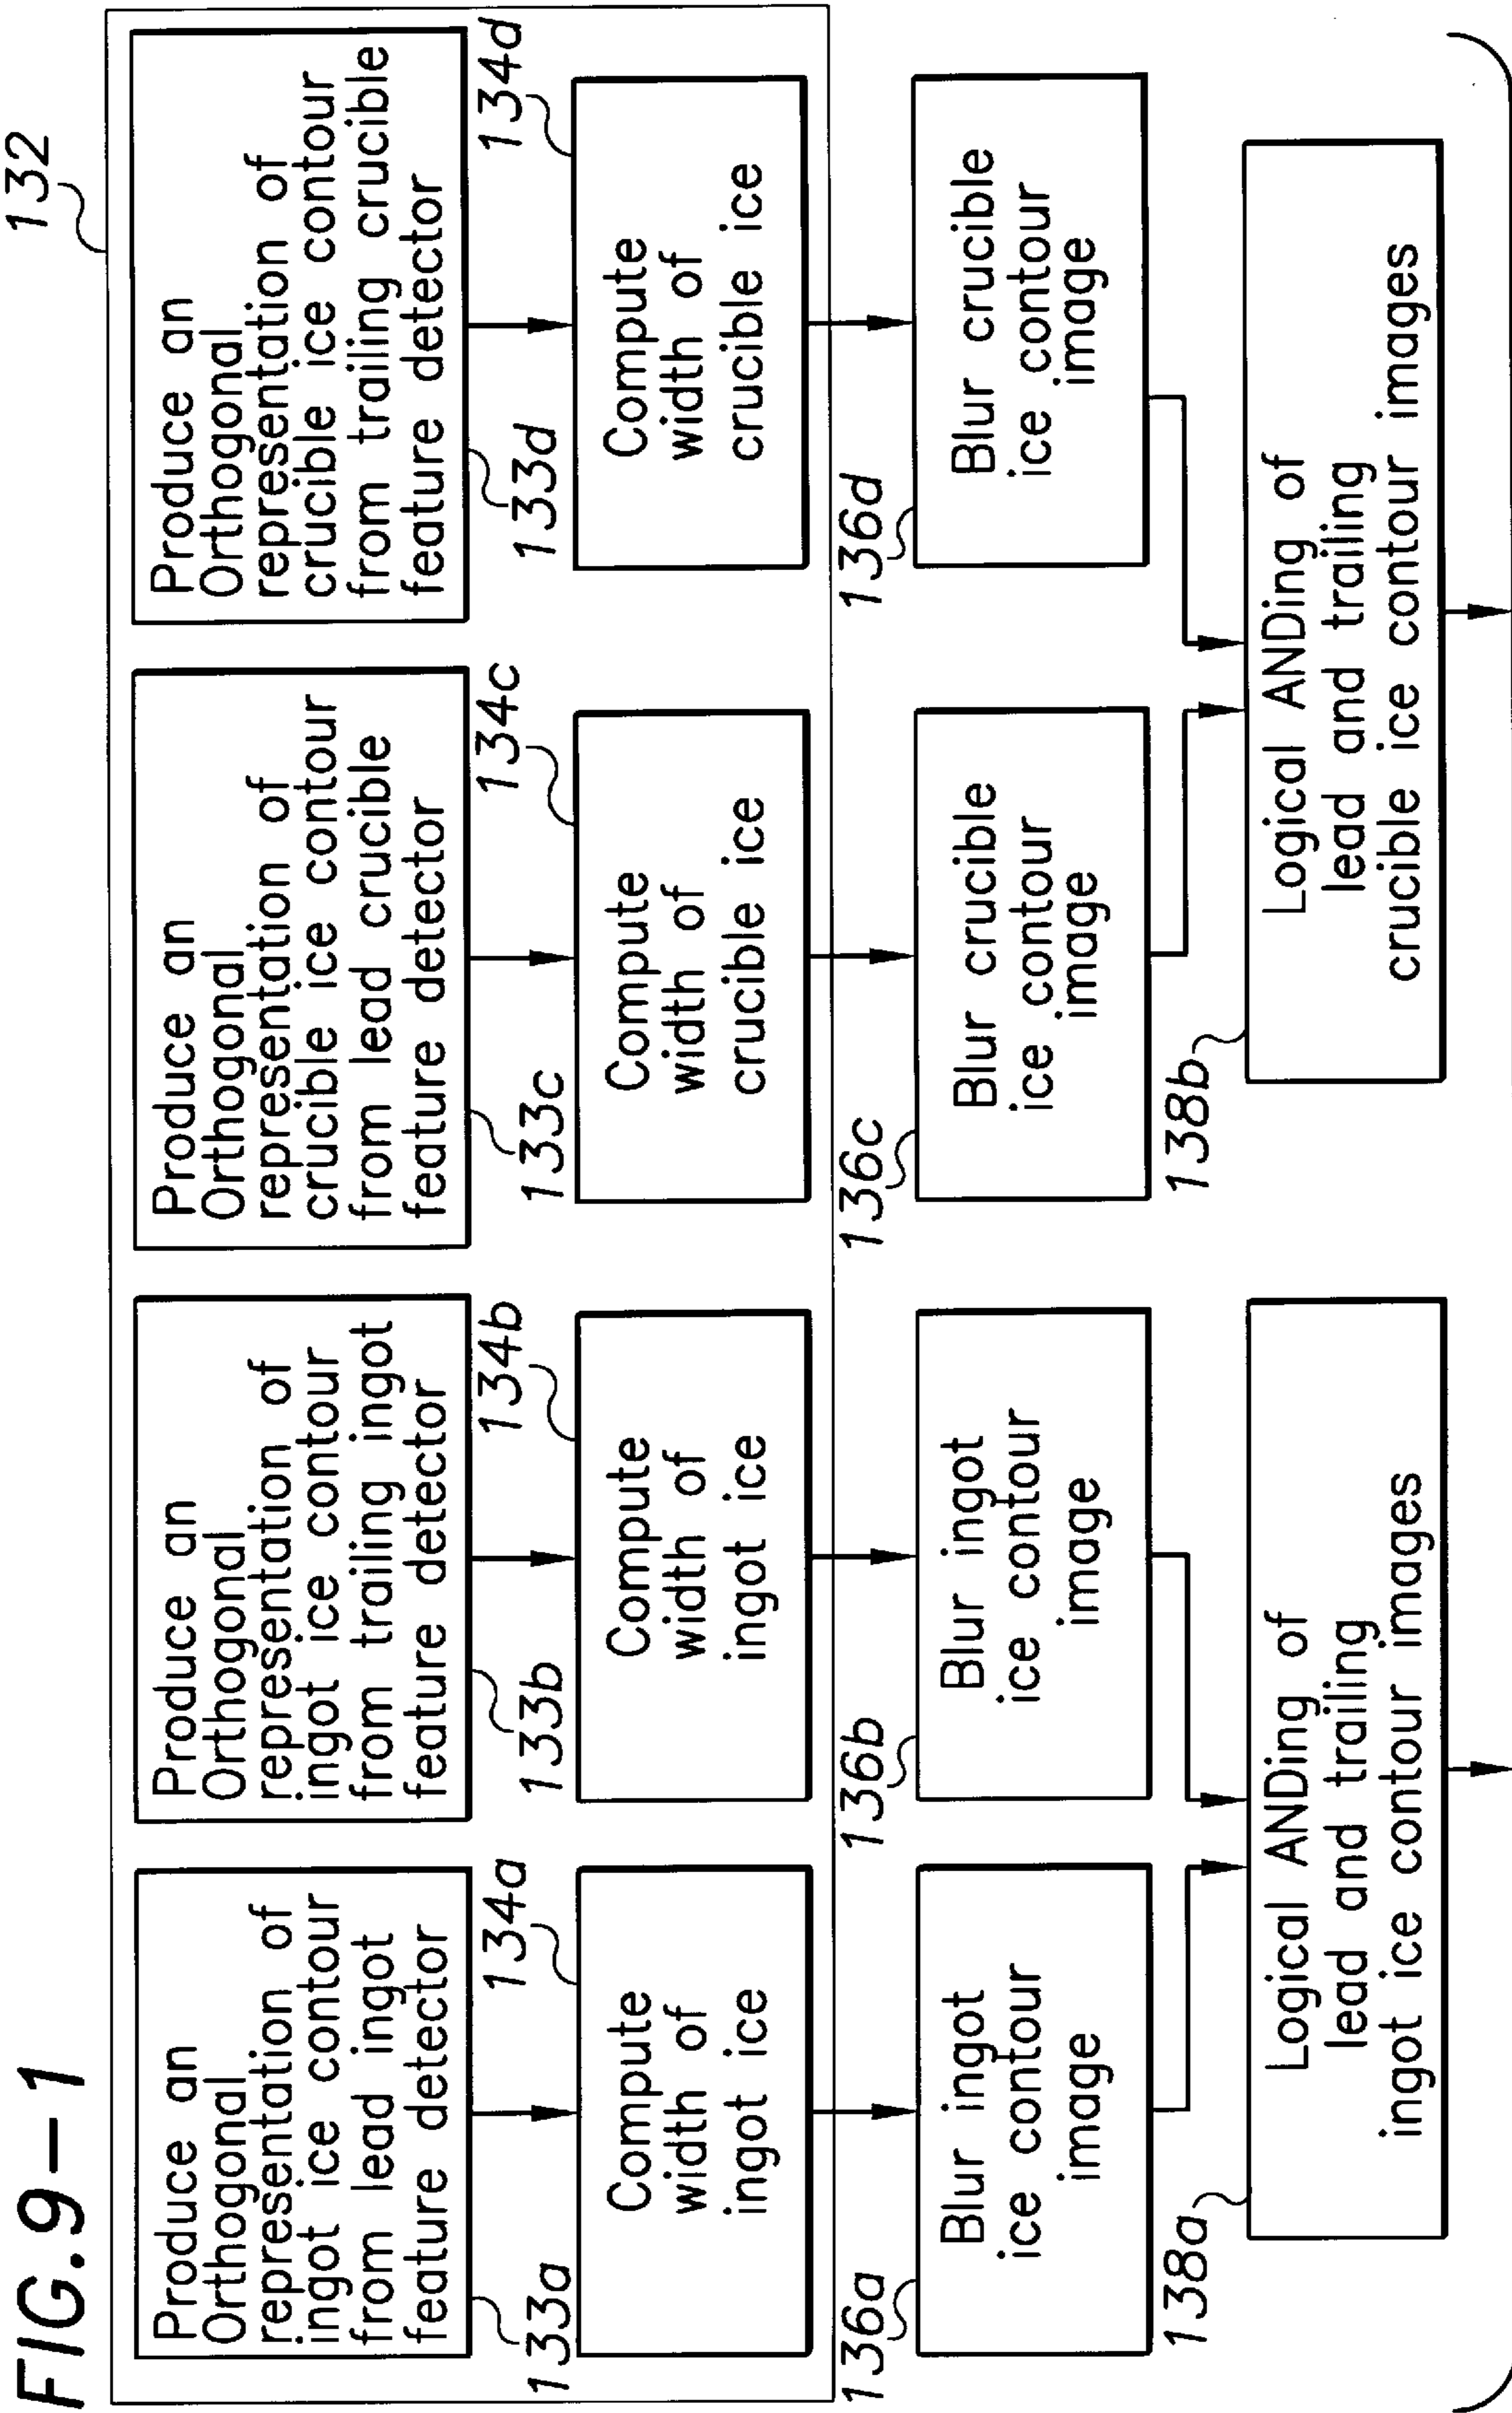 FIG. 9-1
132
Produce an
Orthogonal
representation of
ingot ice contour
from lead ingot
feature detector
133a
Produce an
Orthogonal
representation of
ingot ice contour
from trailing ingot
feature detector
133b
Produce an
Orthogonal
representation of
crucible ice contour
from lead crucible
feature detector
133c
Produce an
Orthogonal
representation of
crucible ice contour
from trailing crucible
feature detector
133d
134a
Compute
width of
ingot ice
134b
Compute
width of
ingot ice
134c
Compute
width of
crucible ice
134d
Compute
width of
crucible ice
136a
Blur ingot
ice contour
image
136b
Blur ingot
ice contour
image
136c
Blur crucible
ice contour
image
136d
Blur crucible
ice contour
image
138a
Logical ANDing of
lead and trailing
ingot ice contour images
138b
Logical ANDing of
lead and trailing
crucible ice contour images